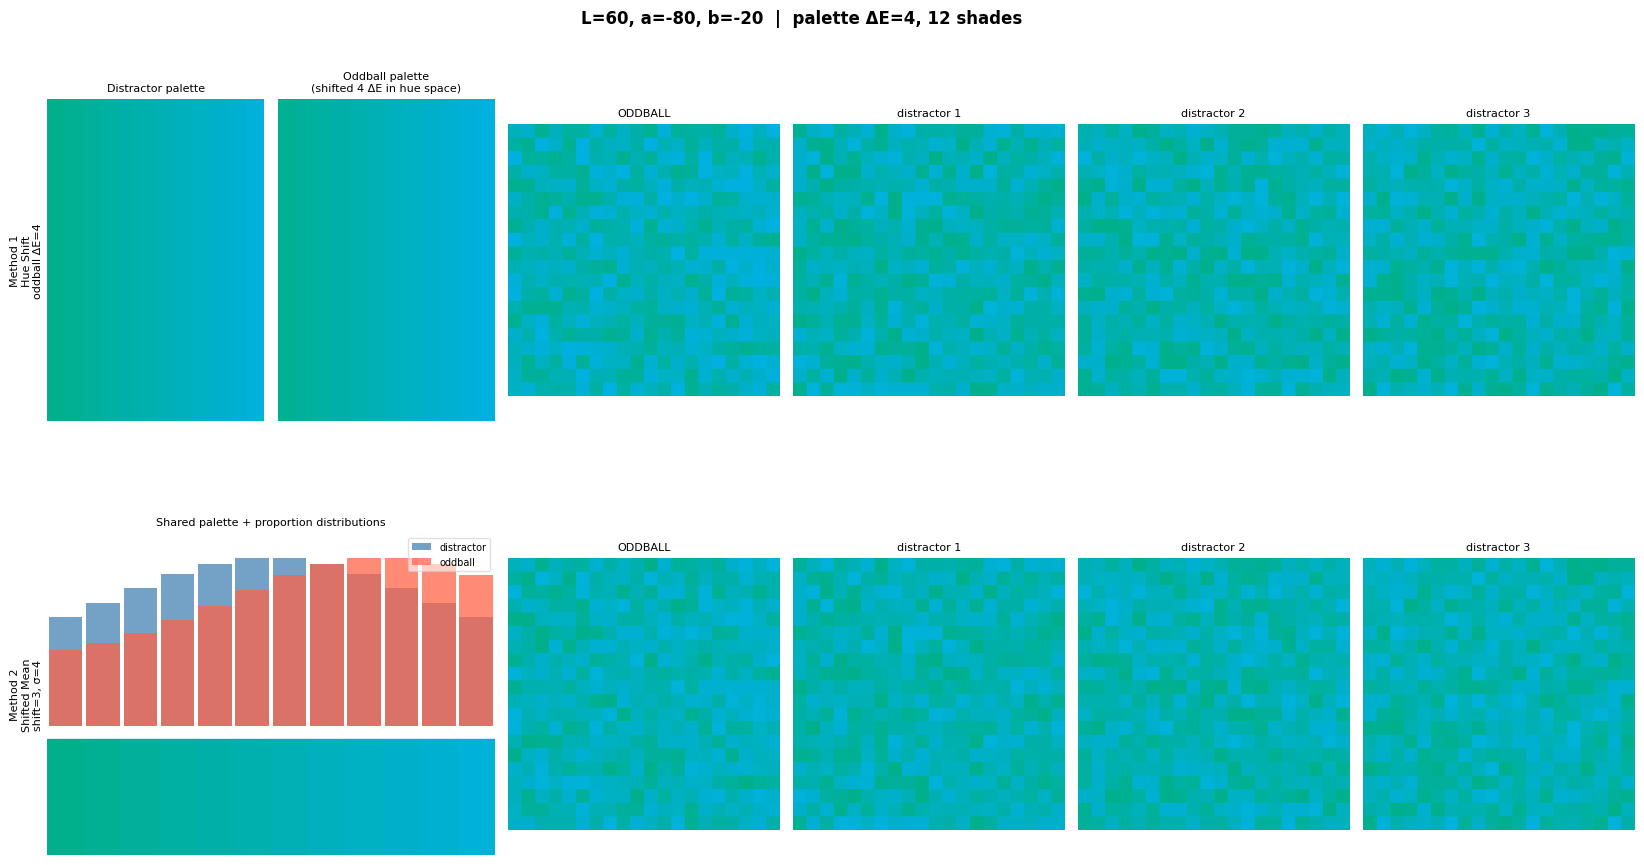 L=60, a=-80, b=-20  |  palette ΔE=4, 12 shades
Method 1
Hue Shift
oddball ΔE=4
Distractor palette
Oddball palette
(shifted 4 ΔE in hue space)
ODDBALL
distractor 1
distractor 2
distractor 3
Method 2
Shifted Mean
shift=3, σ=4
Shared palette + proportion distributions
distractor
oddball
ODDBALL
distractor 1
distractor 2
distractor 3